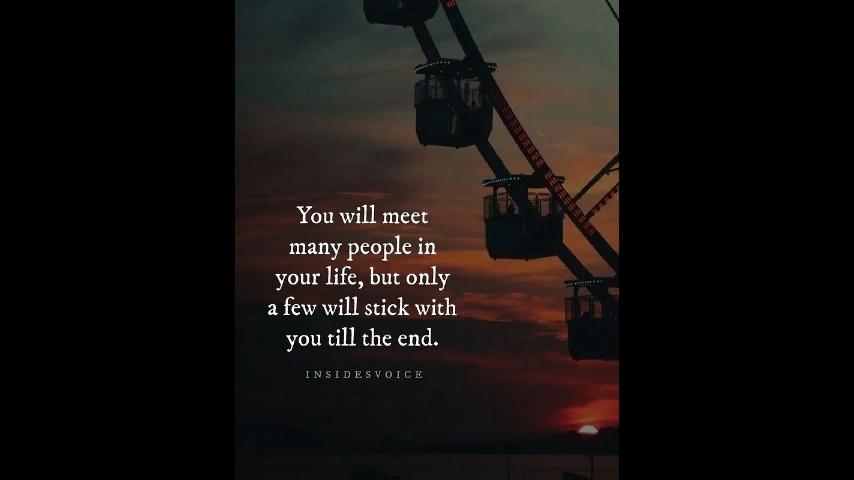 You will meet
many people in
your life, but only
a few will stick with
you till the end.
INSIDESVOICE